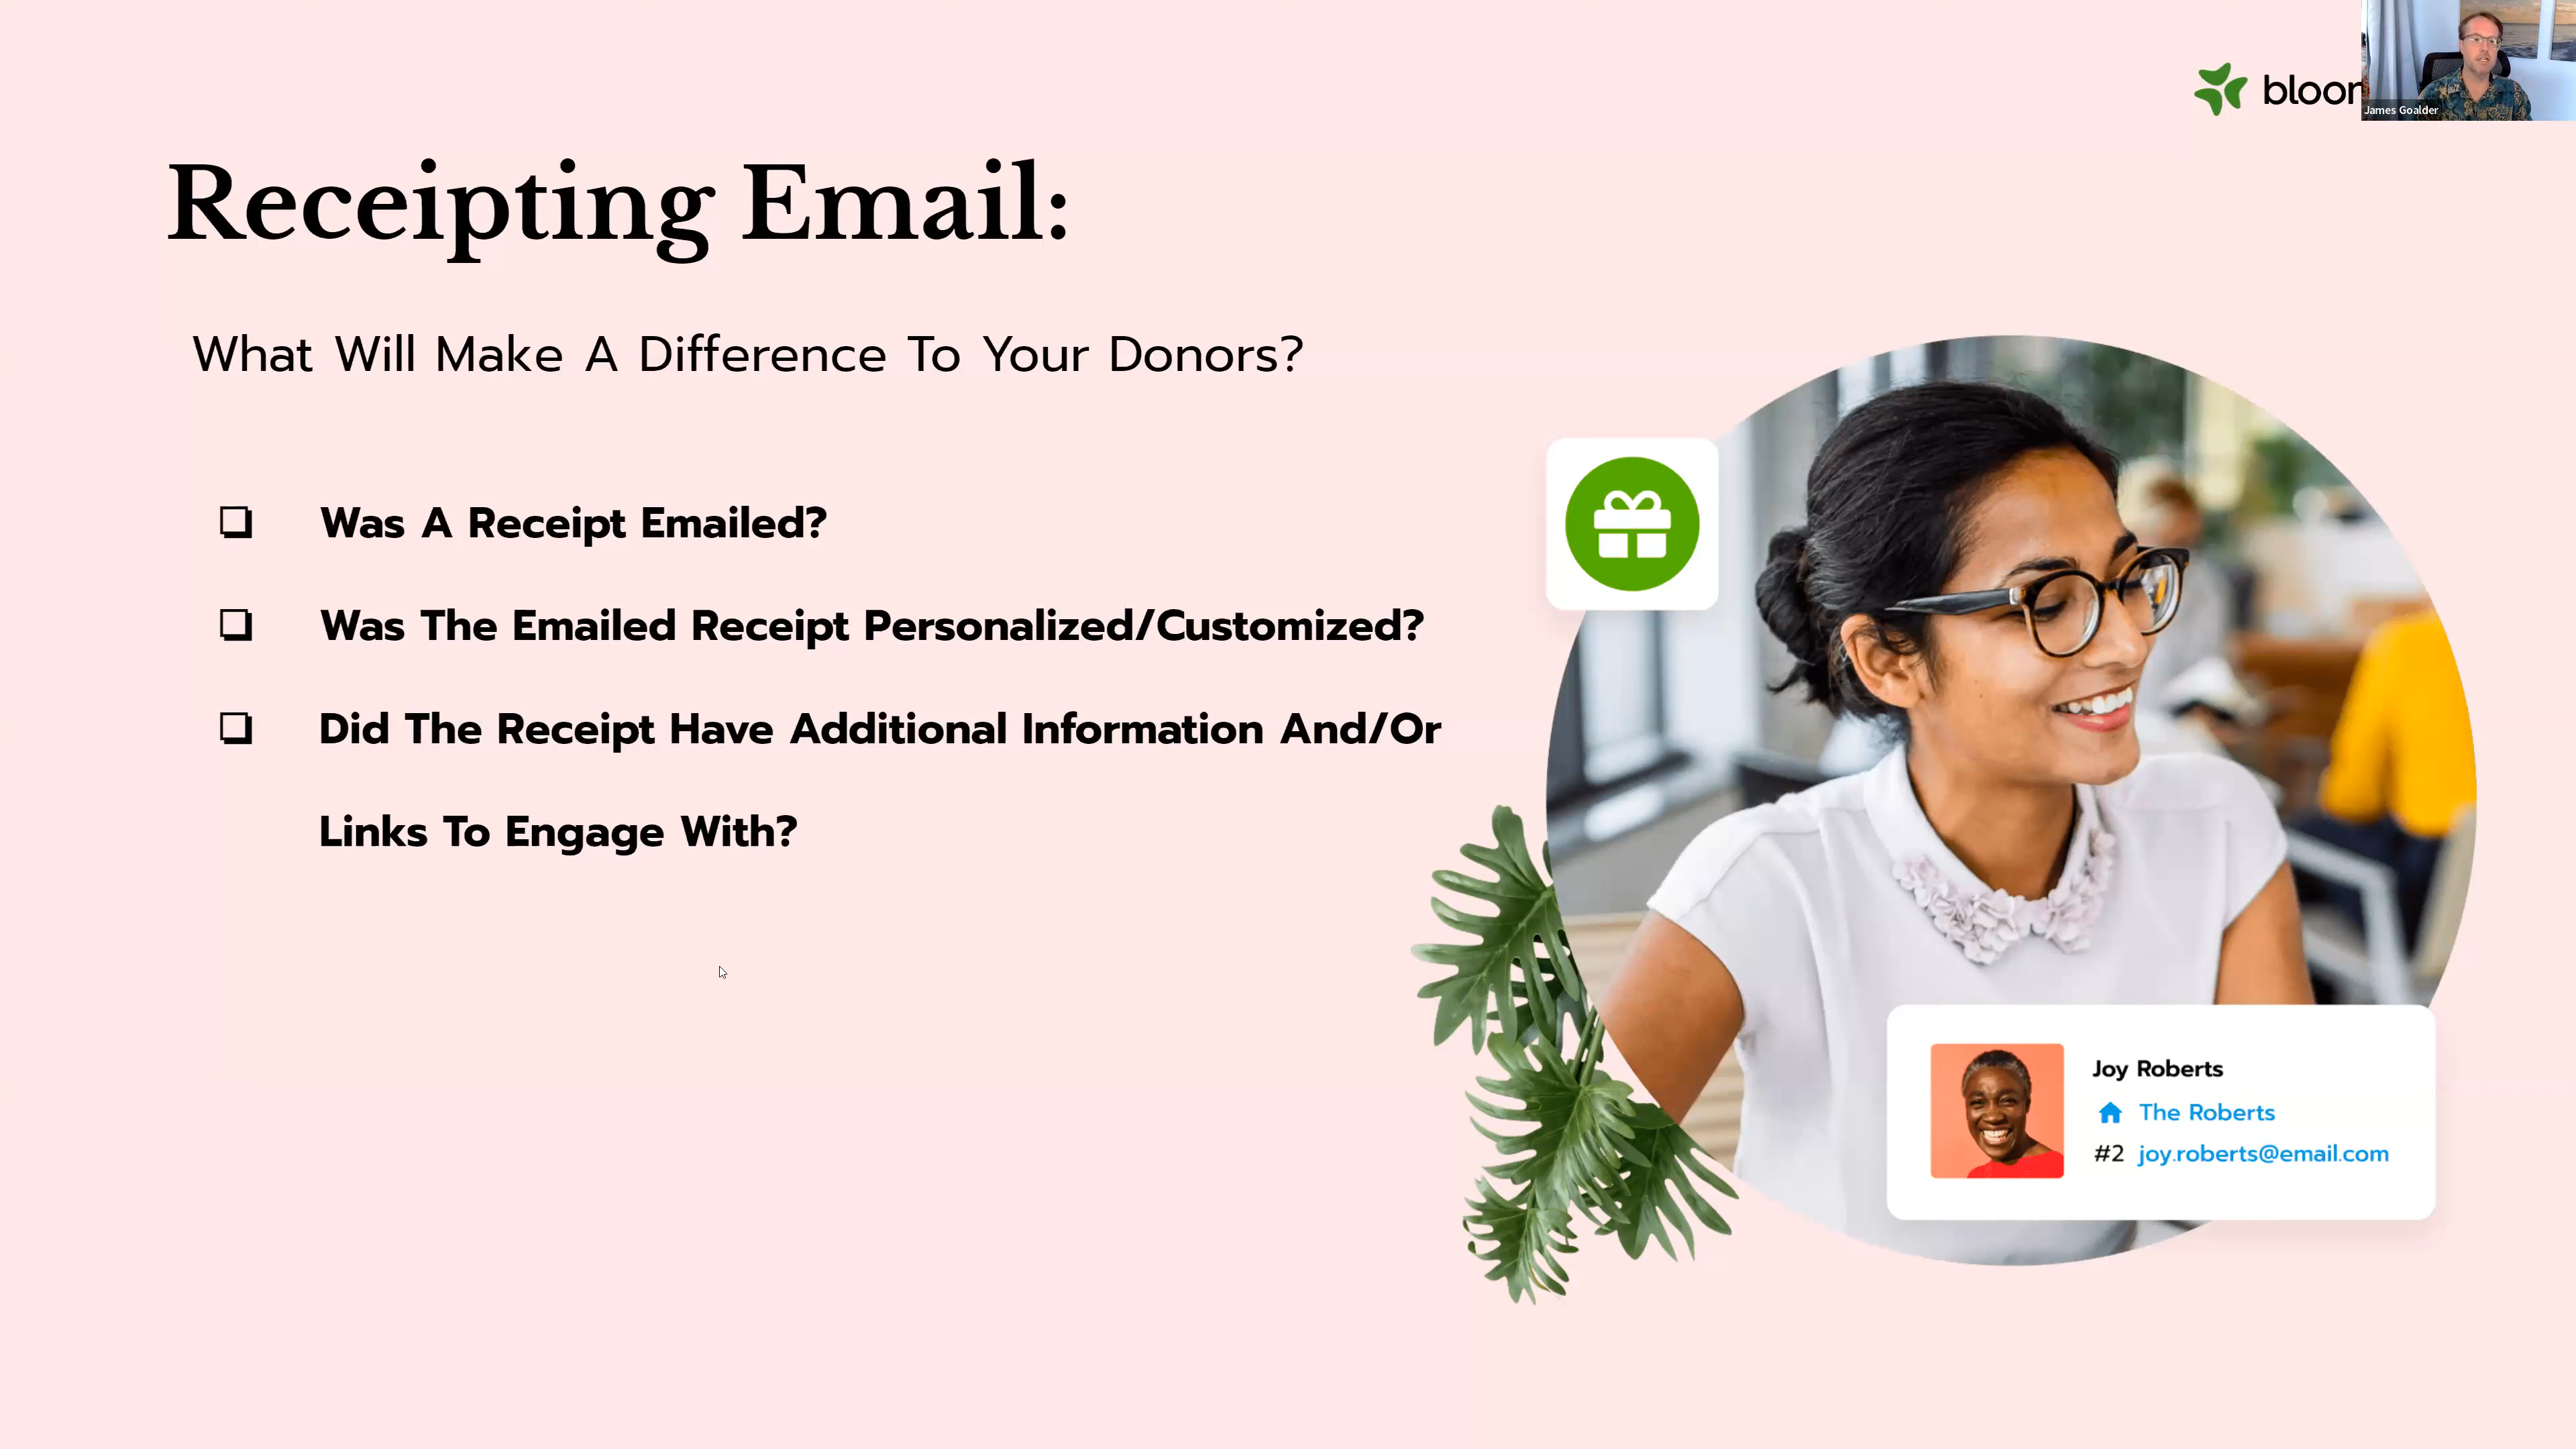 bloom
James Goalder
Receipting Email:
What Will Make A Difference To Your Donors?
❏ Was A Receipt Emailed?
❏ Was The Emailed Receipt Personalized/Customized?
❏ Did The Receipt Have Additional Information And/Or
Links To Engage With?
Joy Roberts
The Roberts
#2 joy.roberts@email.com